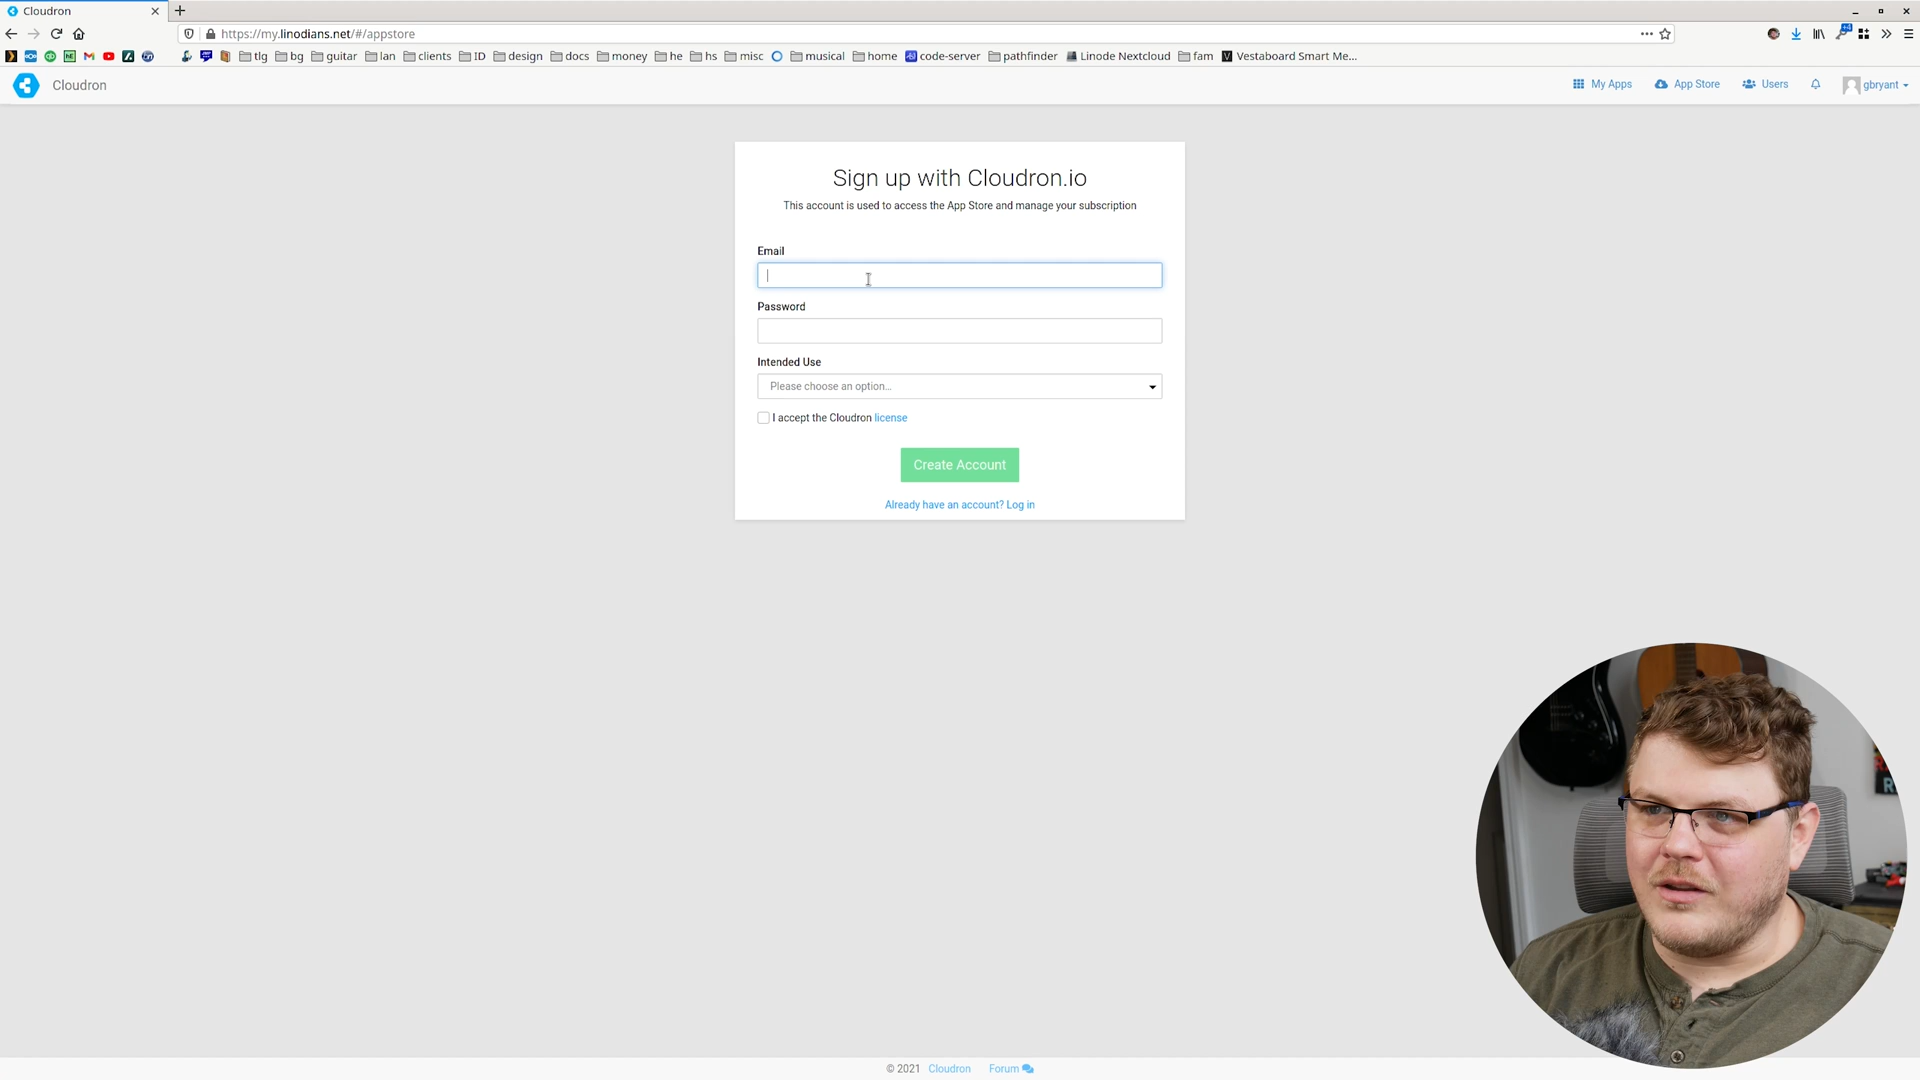 Cloudron
https://my.linodians.net/#/appstore
tlg bg guitar lan clients ID design docs money he hs misc musical home code-server pathfinder Linode Nextcloud fam Vestaboard Smart Me...
Cloudron
My Apps App Store Users gbryant
Sign up with Cloudron.io
This account is used to access the App Store and manage your subscription
Email
Password
Intended Use
Please choose an option...
I accept the Cloudron license
Create Account
Already have an account? Log in
© 2021 Cloudron Forum